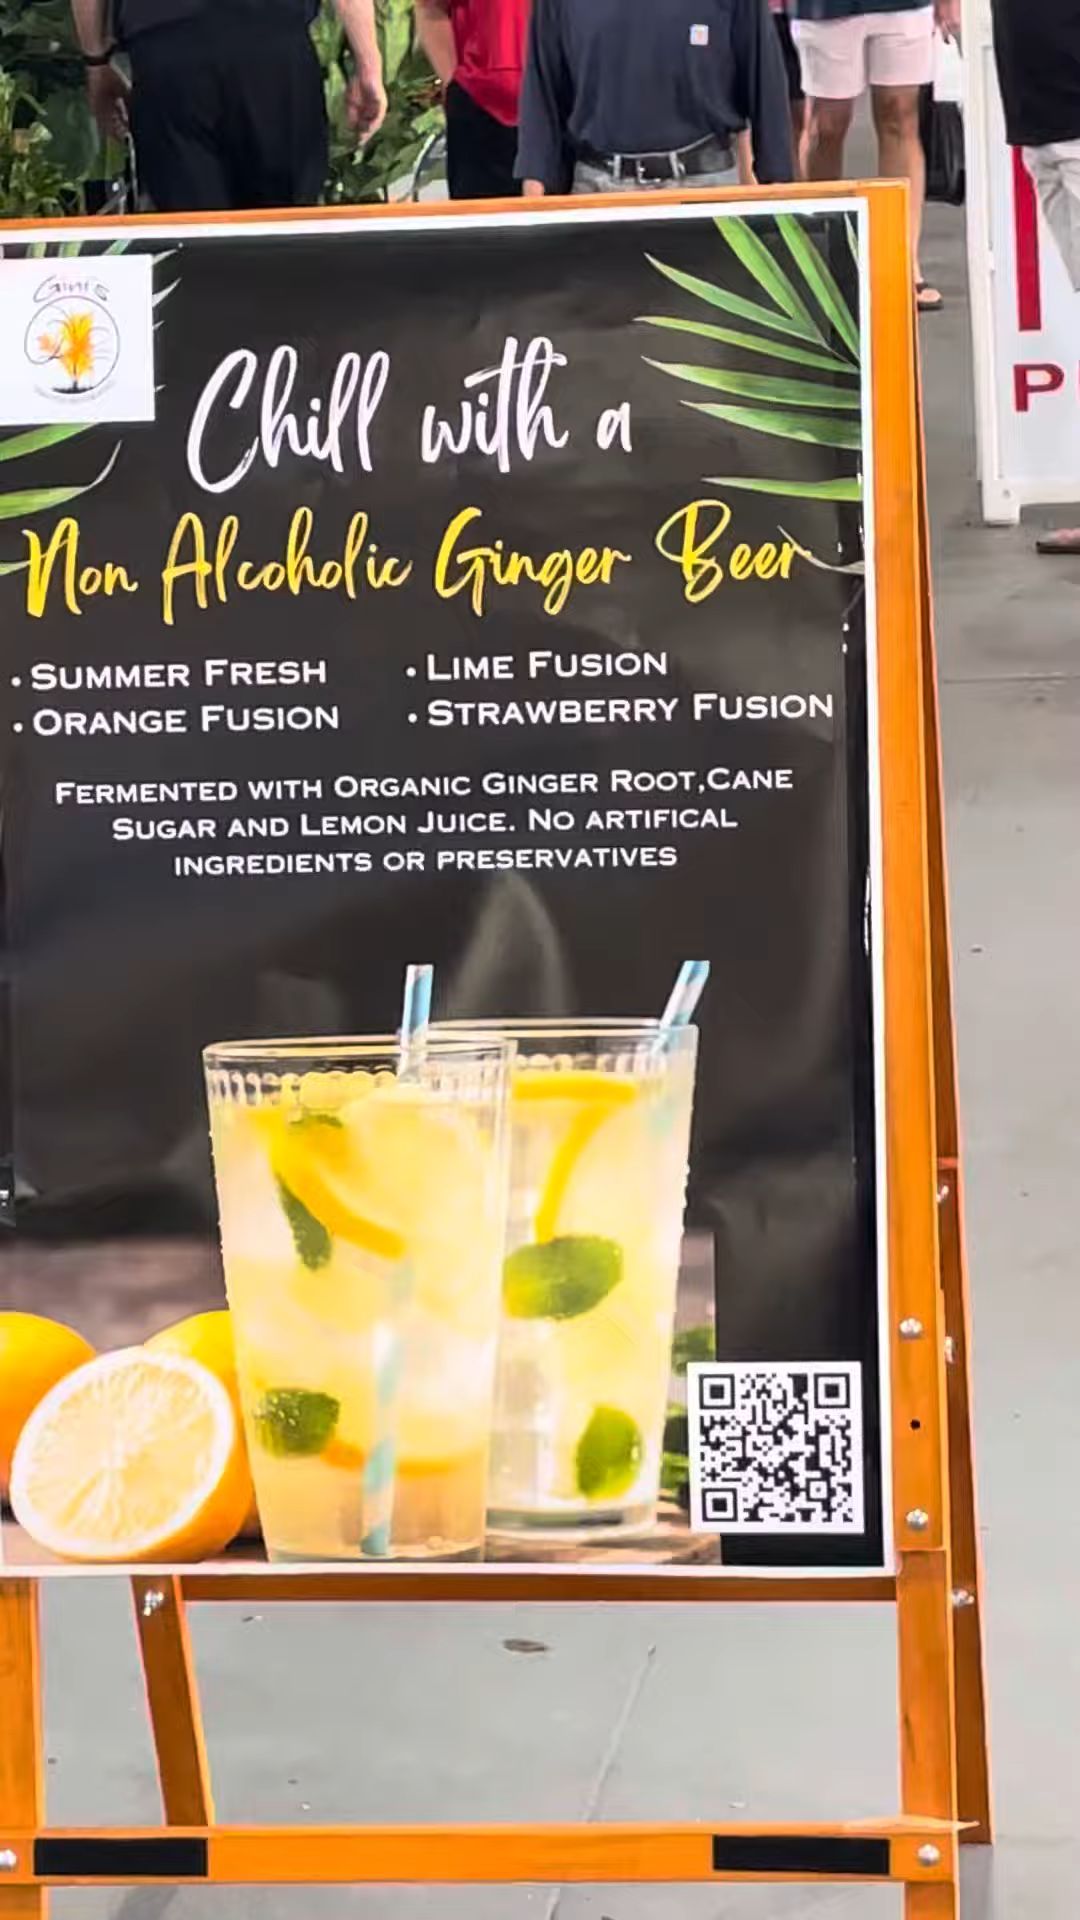 Gini's
Chill with a
Non Alcoholic Ginger Beer
• SUMMER FRESH
• ORANGE FUSION
• LIME FUSION
• STRAWBERRY FUSION
FERMENTED WITH ORGANIC GINGER ROOT,CANE
SUGAR AND LEMON JUICE. NO ARTIFICAL
INGREDIENTS OR PRESERVATIVES
P